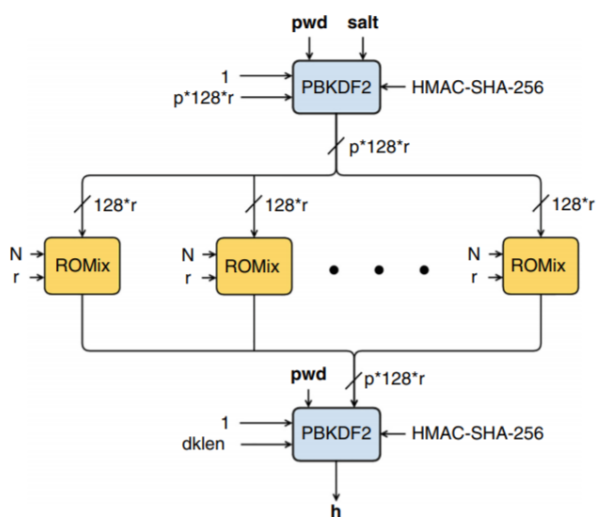 pwd salt
1
p*128*r
PBKDF2
HMAC-SHA-256
p*128*r
128*r 128*r 128*r
N
r
ROMix
N
r
ROMix
N
r
ROMix
pwd
p*128*r
1
dklen
PBKDF2
HMAC-SHA-256
h